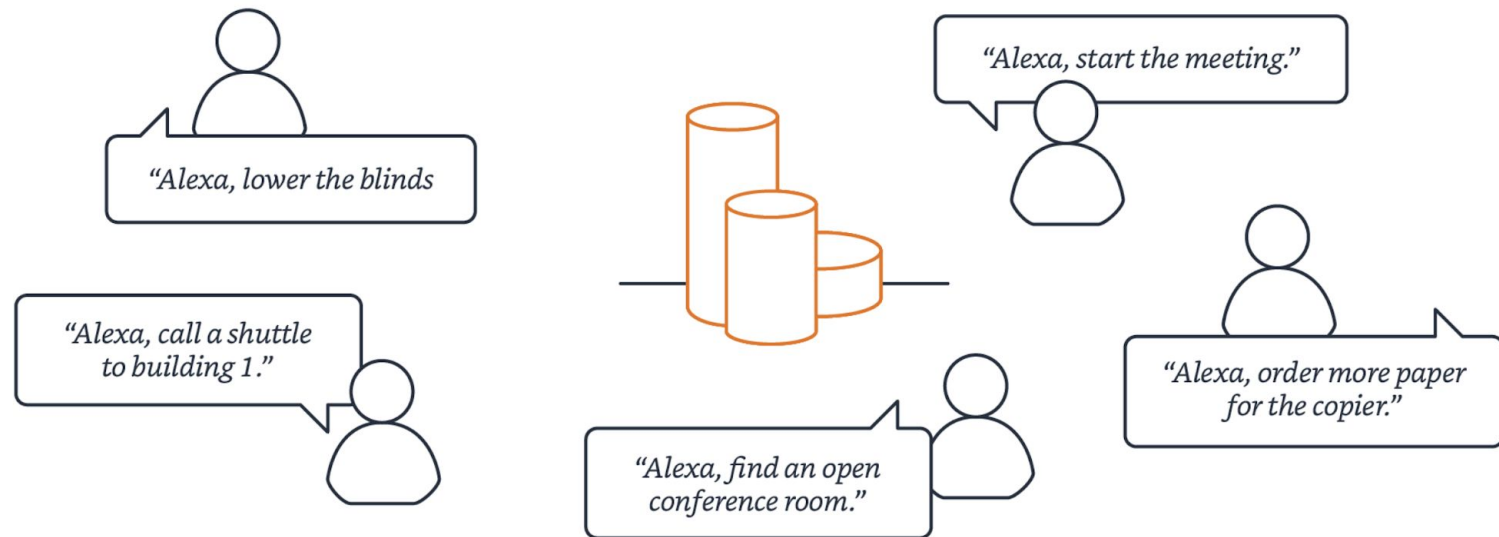 “Alexa, start the meeting.”
“Alexa, lower the blinds
“Alexa, call a shuttle
to building 1.”
“Alexa, order more paper
for the copier.”
“Alexa, find an open
conference room.”